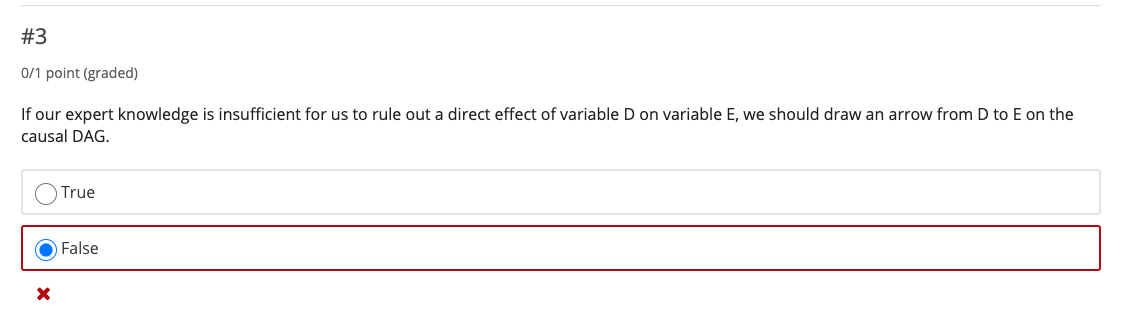 #3
0/1 point (graded)
If our expert knowledge is insufficient for us to rule out a direct effect of variable D on variable E, we should draw an arrow from D to E on the
causal DAG.
True
False